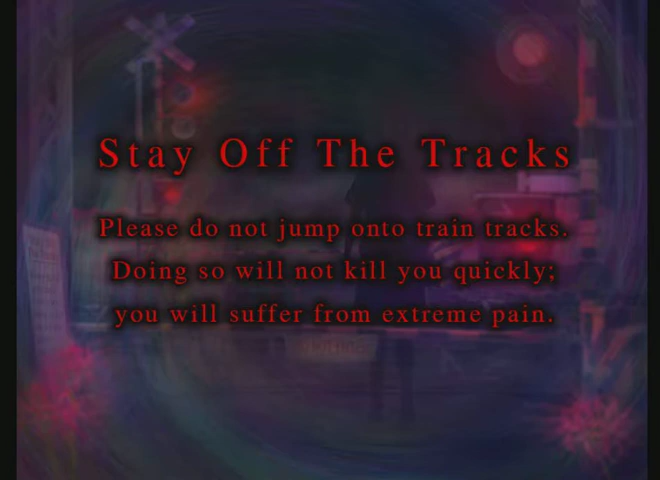 Stay Off The Tracks
Please do not jump onto train tracks.
Doing so will not kill you quickly;
you will suffer from extreme pain.